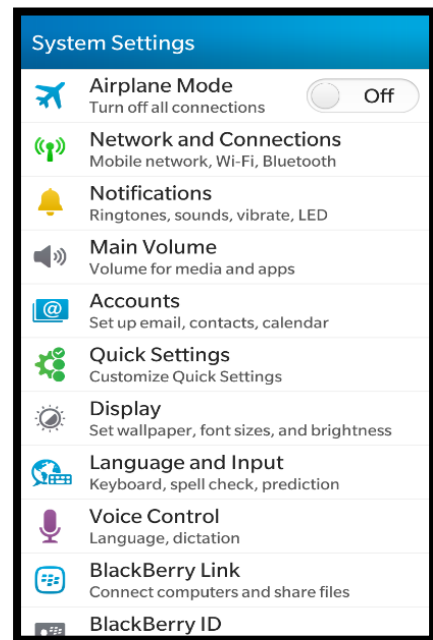 System Settings
Airplane Mode
Turn off all connections
Off
Network and Connections
Mobile network, Wi-Fi, Bluetooth
Notifications
Ringtones, sounds, vibrate, LED
Main Volume
Volume for media and apps
Accounts
Set up email, contacts, calendar
Quick Settings
Customize Quick Settings
Display
Set wallpaper, font sizes, and brightness
Language and Input
Keyboard, spell check, prediction
Voice Control
Language, dictation
BlackBerry Link
Connect computers and share files
BlackBerry ID